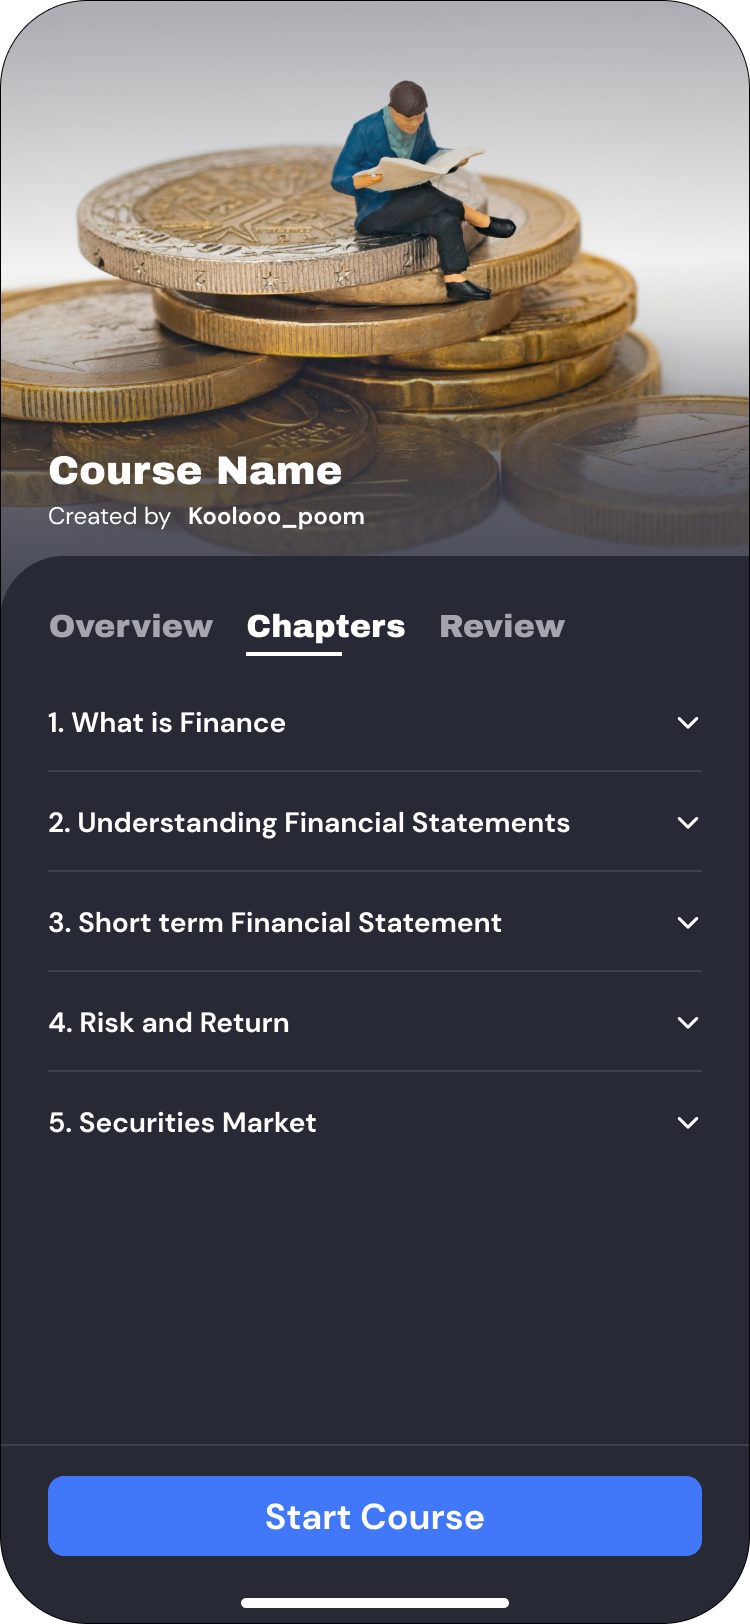 Course Name
Created by Koolooo_poom
Overview Chapters Review
1. What is Finance
2. Understanding Financial Statements
3. Short term Financial Statement
4. Risk and Return
5. Securities Market
Start Course